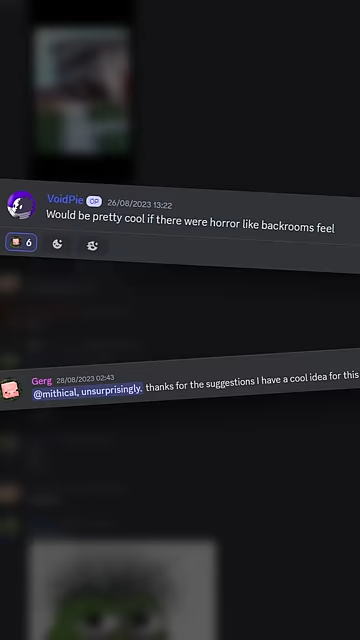 VoidPie OP 26/08/2023 13:22
Would be pretty cool if there were horror like backrooms feel
6
Gerg 28/08/2023 02:43
@mithical, unsurprisingly, thanks for the suggestions I have a cool idea for this